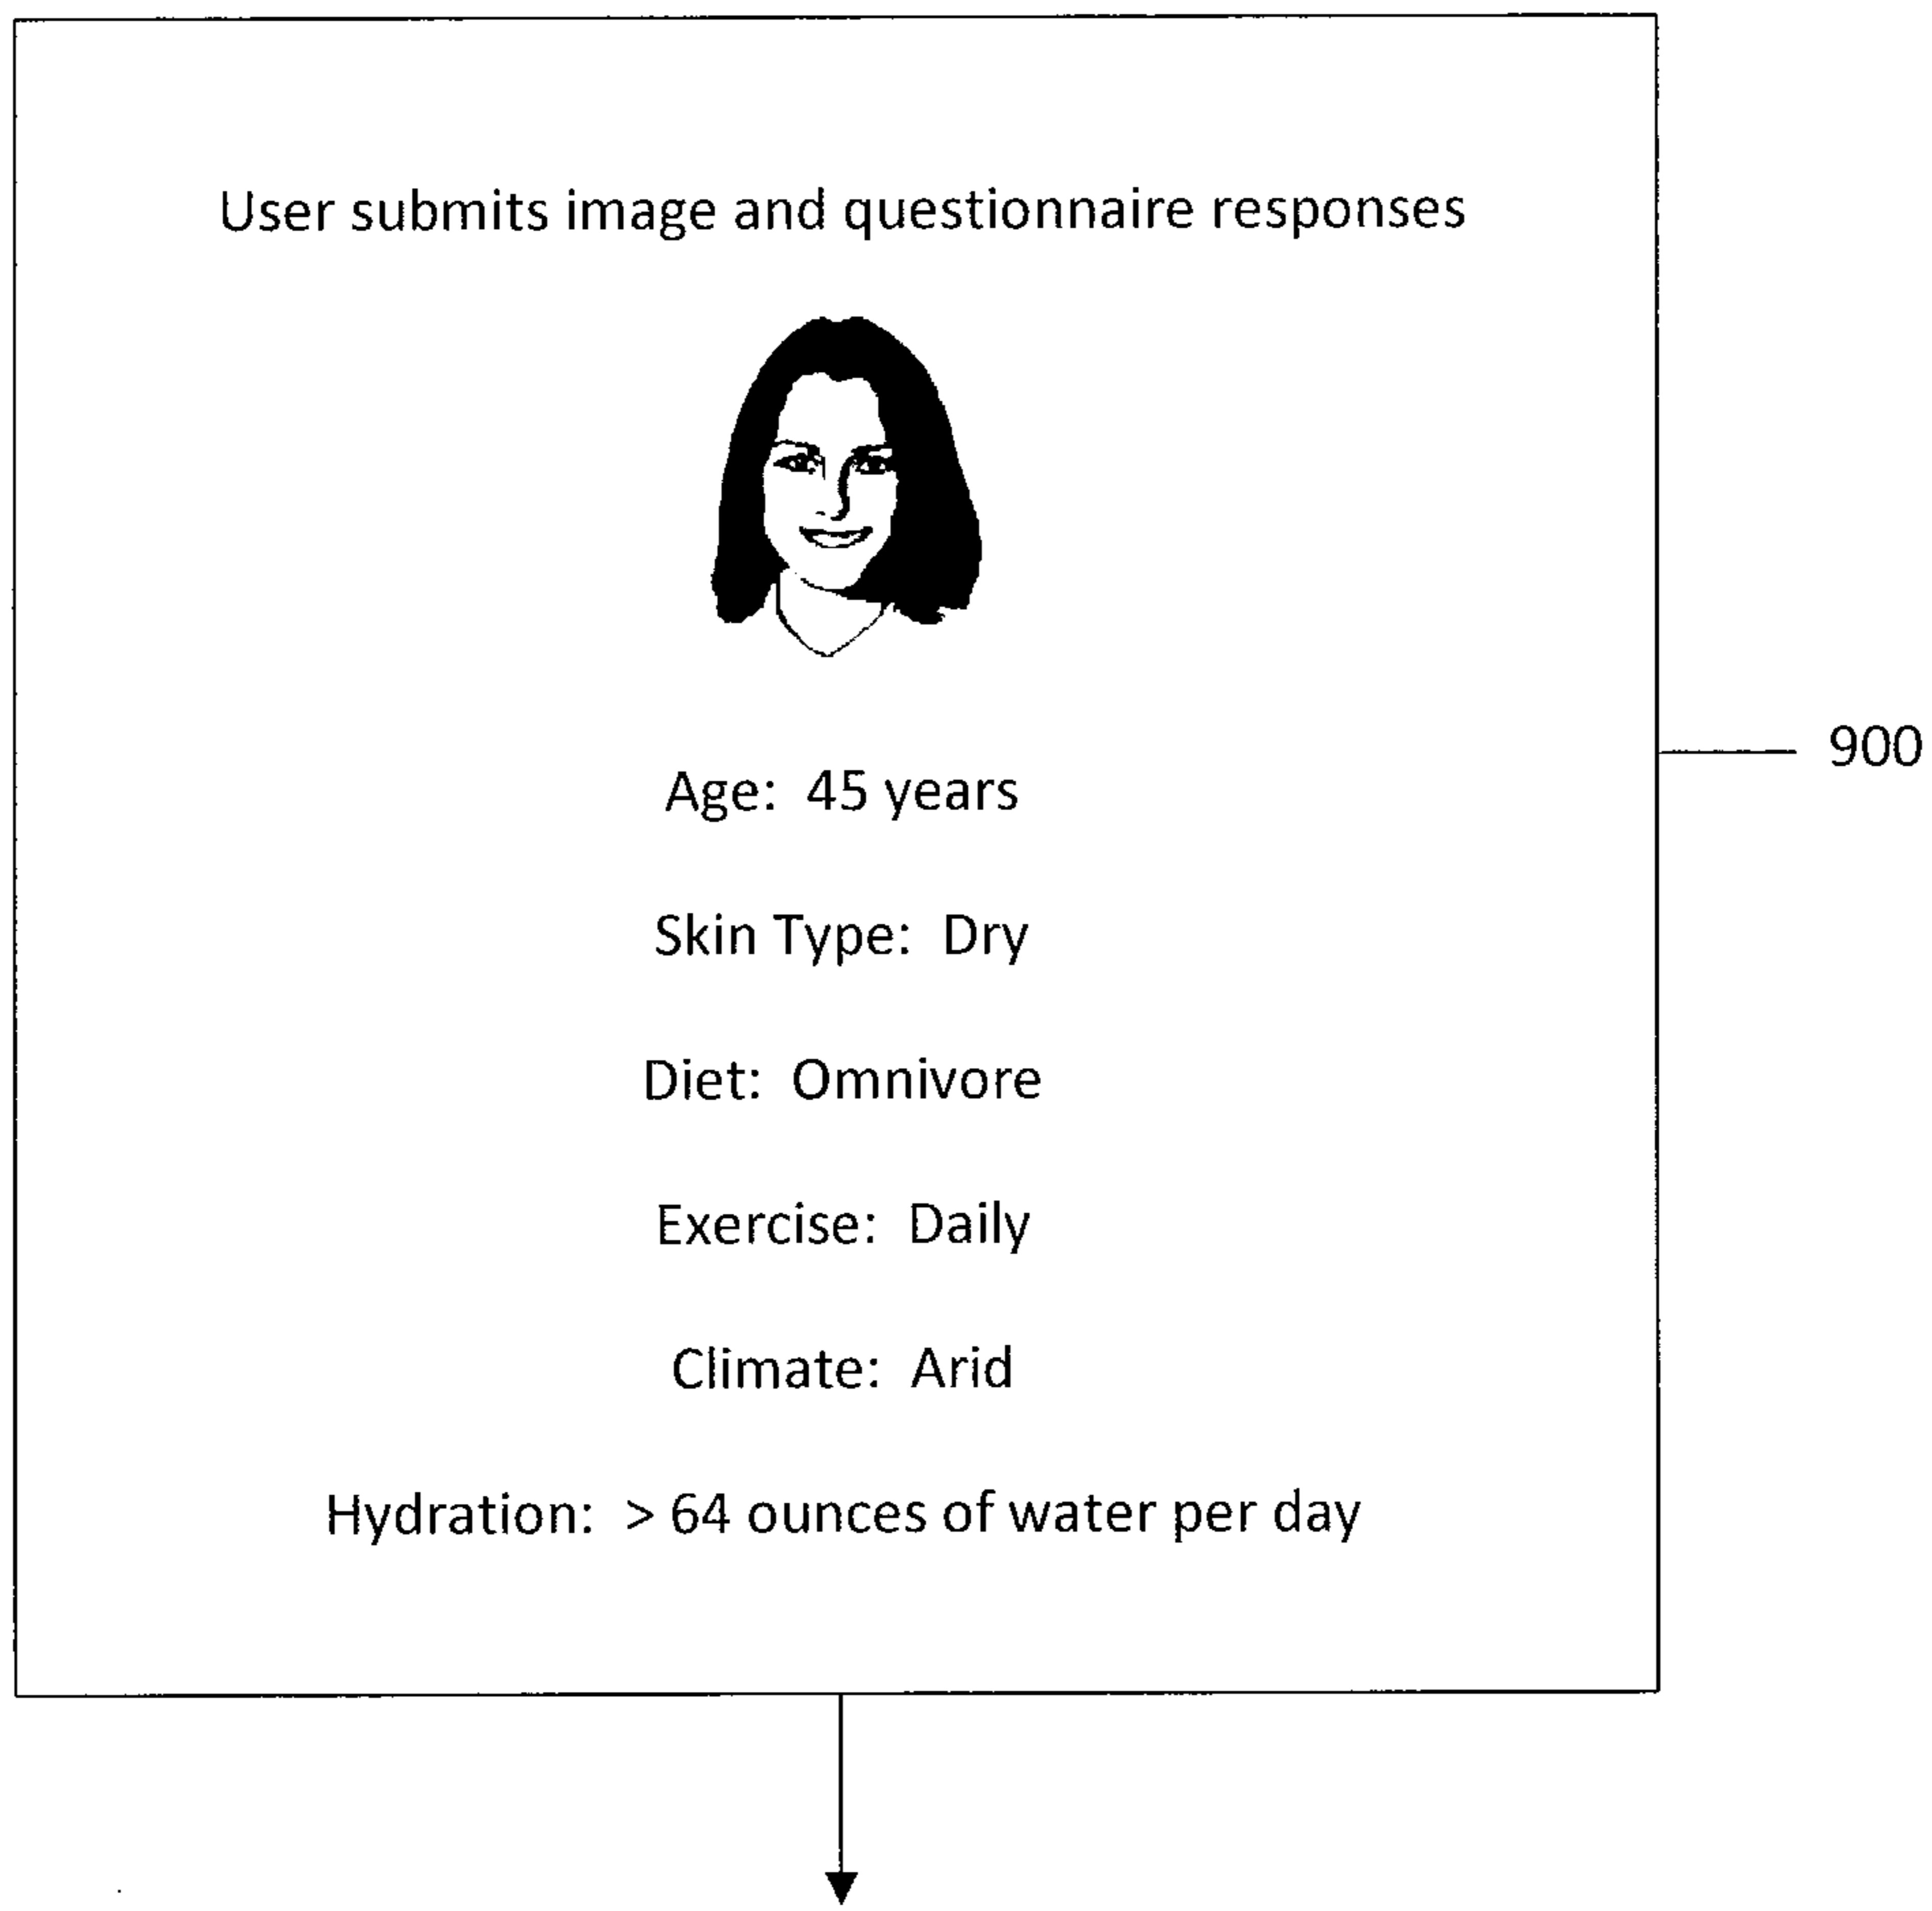 User submits image and questionnaire responses
900
Age: 45 years
Skin Type: Dry
Diet: Omnivore
Exercise: Daily
Climate: Arid
Hydration: > 64 ounces of water per day